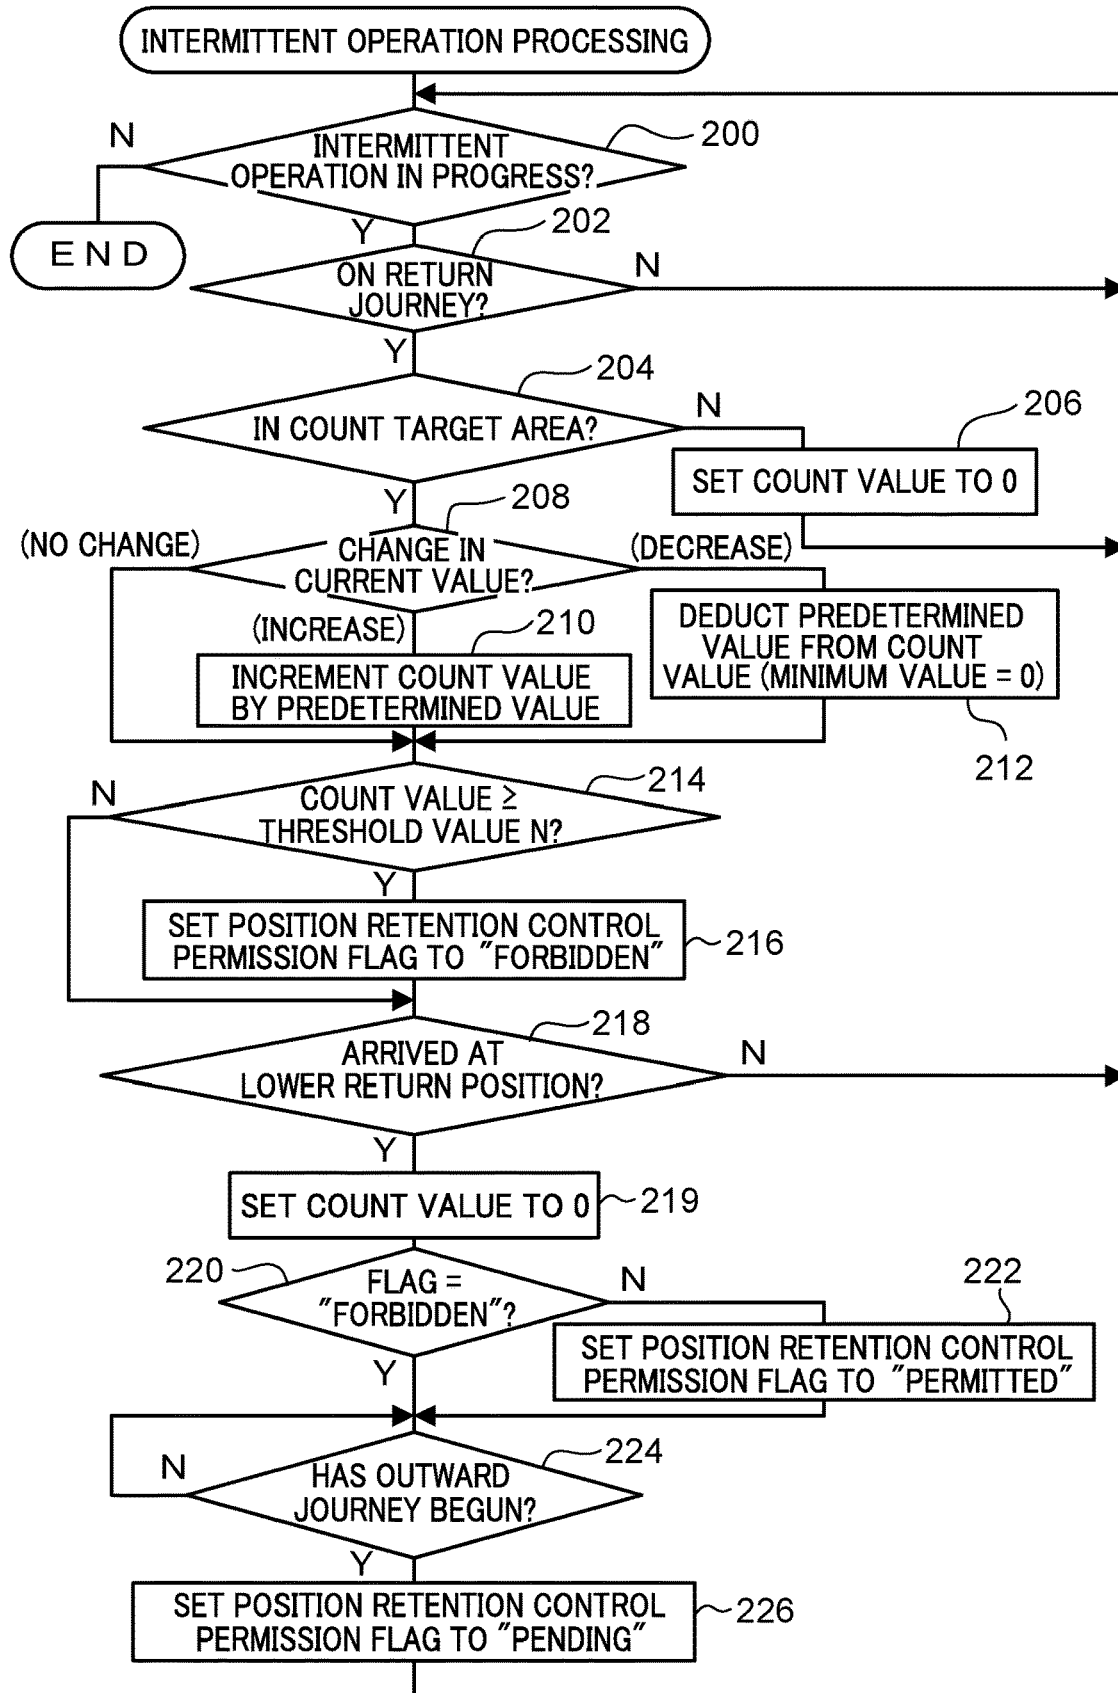 INTERMITTENT OPERATION PROCESSING
N
200
INTERMITTENT
OPERATION IN PROGRESS?
Y
202
END
ON RETURN
JOURNEY?
N
Y
204
IN COUNT TARGET AREA?
N
206
SET COUNT VALUE TO 0
Y
208
(NO CHANGE)
CHANGE IN
CURRENT VALUE?
(DECREASE)
(INCREASE)
210
INCREMENT COUNT VALUE
BY PREDETERMINED VALUE
DEDUCT PREDETERMINED
VALUE FROM COUNT
VALUE (MINIMUM VALUE = 0)
212
214
N
COUNT VALUE ≥
THRESHOLD VALUE N?
Y
SET POSITION RETENTION CONTROL
PERMISSION FLAG TO "FORBIDDEN"
216
218
ARRIVED AT
LOWER RETURN POSITION?
N
Y
SET COUNT VALUE TO 0
219
220
FLAG =
"FORBIDDEN"?
N
222
SET POSITION RETENTION CONTROL
PERMISSION FLAG TO "PERMITTED"
Y
224
N
HAS OUTWARD
JOURNEY BEGUN?
Y
SET POSITION RETENTION CONTROL
PERMISSION FLAG TO "PENDING"
226